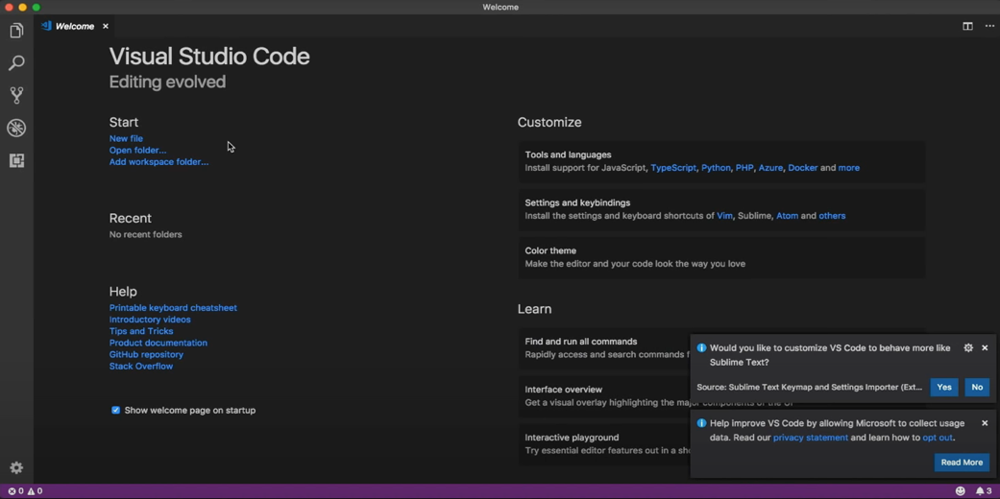 Welcome
Welcome
Visual Studio Code
Editing evolved
Start
New file
Open folder...
Add workspace folder...
Recent
No recent folders
Help
Printable keyboard cheatsheet
Introductory videos
Tips and Tricks
Product documentation
GitHub repository
Stack Overflow
Show welcome page on startup
Customize
Tools and languages
Install support for JavaScript, TypeScript, Python, PHP, Azure, Docker and more
Settings and keybindings
Install the settings and keyboard shortcuts of Vim, Sublime, Atom and others
Color theme
Make the editor and your code look the way you love
Learn
Find and run all commands
Rapidly access and search commands f
Interface overview
Get a visual overlay highlighting the major components of the UI
Interactive playground
Try essential editor features out in a sh
Would you like to customize VS Code to behave more like
Sublime Text?
Source: Sublime Text Keymap and Settings Importer (Ext... Yes No
Help improve VS Code by allowing Microsoft to collect usage
data. Read our privacy statement and learn how to opt out.
Read More
0 0
3